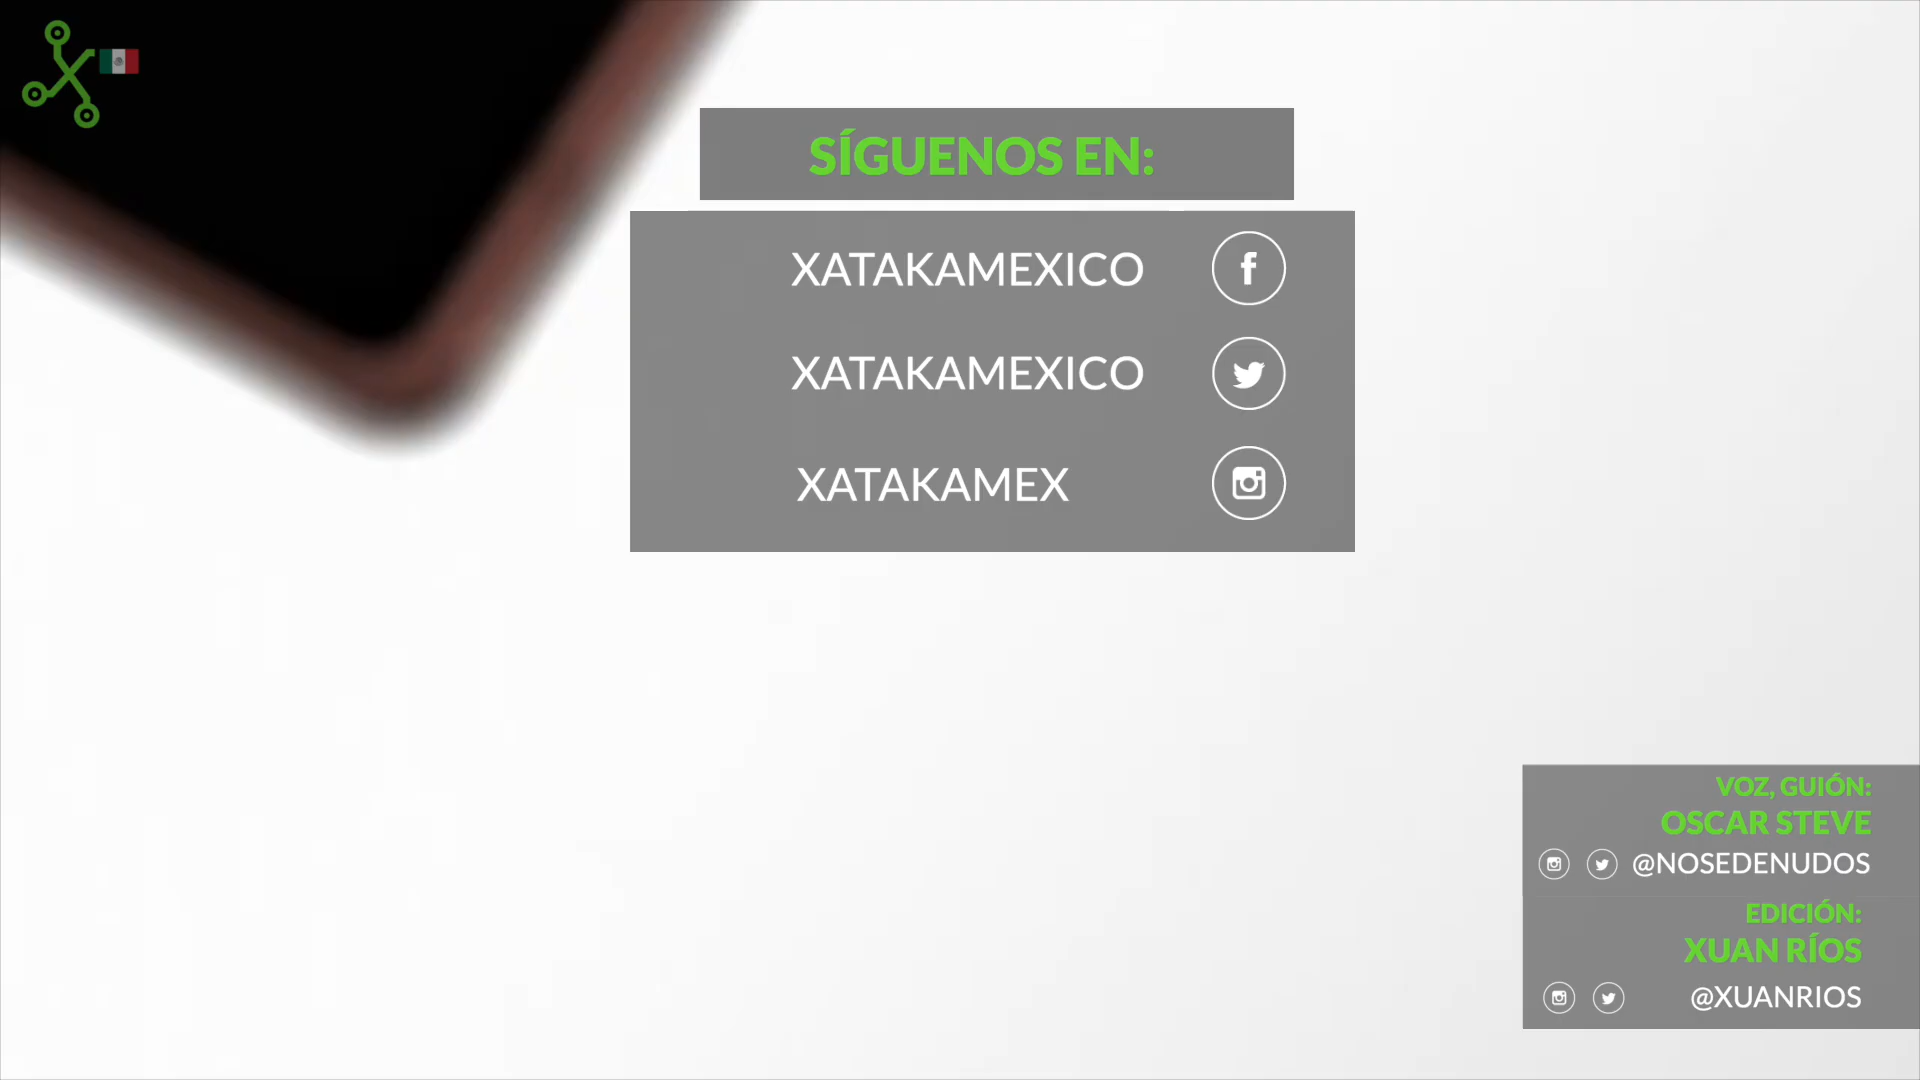 SÍGUENOS EN:
XATAKAMEXICO
XATAKAMEXICO
XATAKAMEX
VOZ, GUIÓN:
OSCAR STEVE
@NOSEDENUDOS
EDICIÓN:
XUAN RÍOS
@XUANRIOS